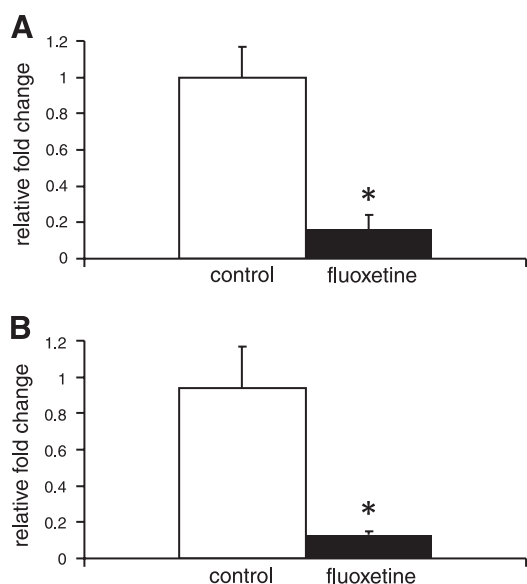 A
relative fold change
1.2
1
0.8
0.6
0.4
0.2
0
*
control fluoxetine
B
relative fold change
1.2
1
0.8
0.6
0.4
0.2
0
*
control fluoxetine